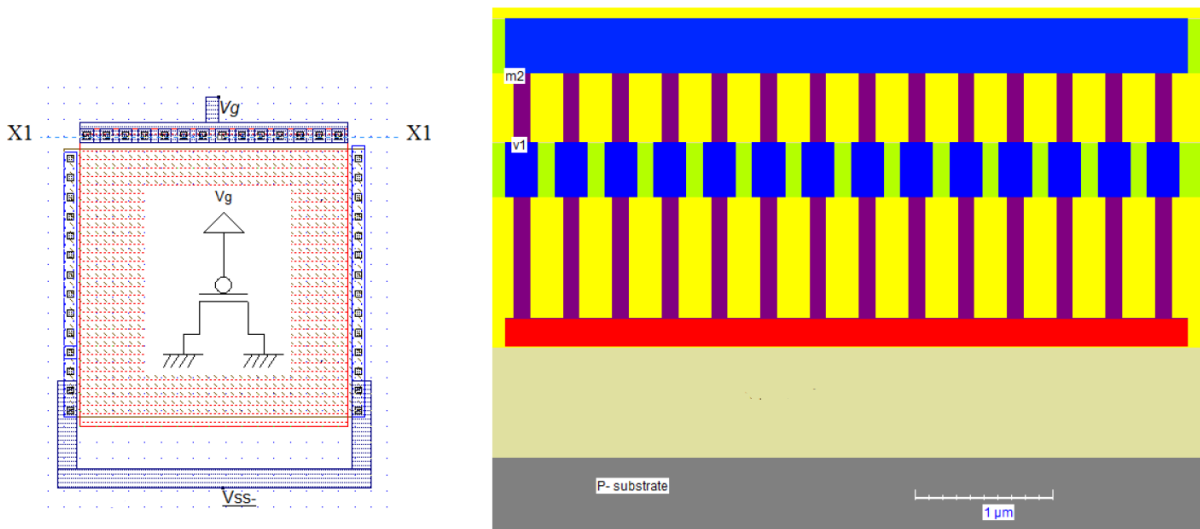 Vg
X1
X1
Vg
Vss-
m2
v1
P- substrate
1 µm